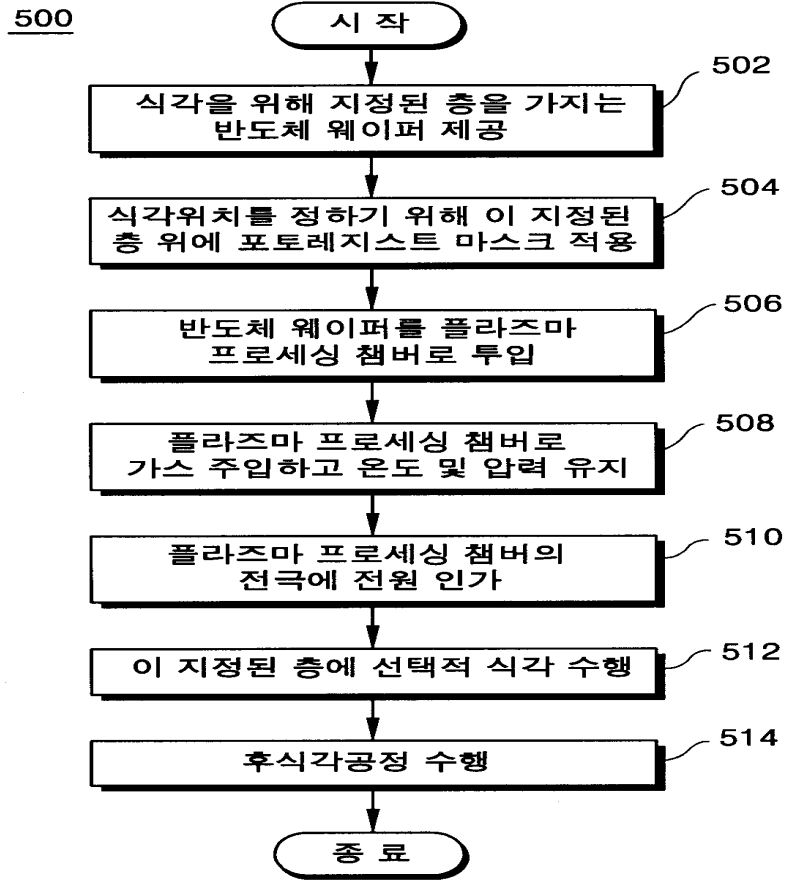 500
시 작
502
식각을 위해 지정된 층을 가지는
반도체 웨이퍼 제공
504
식각위치를 정하기 위해 이 지정된
층 위에 포토레지스트 마스크 적용
506
반도체 웨이퍼를 플라즈마
프로세싱 챔버로 투입
508
플라즈마 프로세싱 챔버로
가스 주입하고 온도 및 압력 유지
510
플라즈마 프로세싱 챔버의
전극에 전원 인가
512
이 지정된 층에 선택적 식각 수행
514
후식각공정 수행
종 료